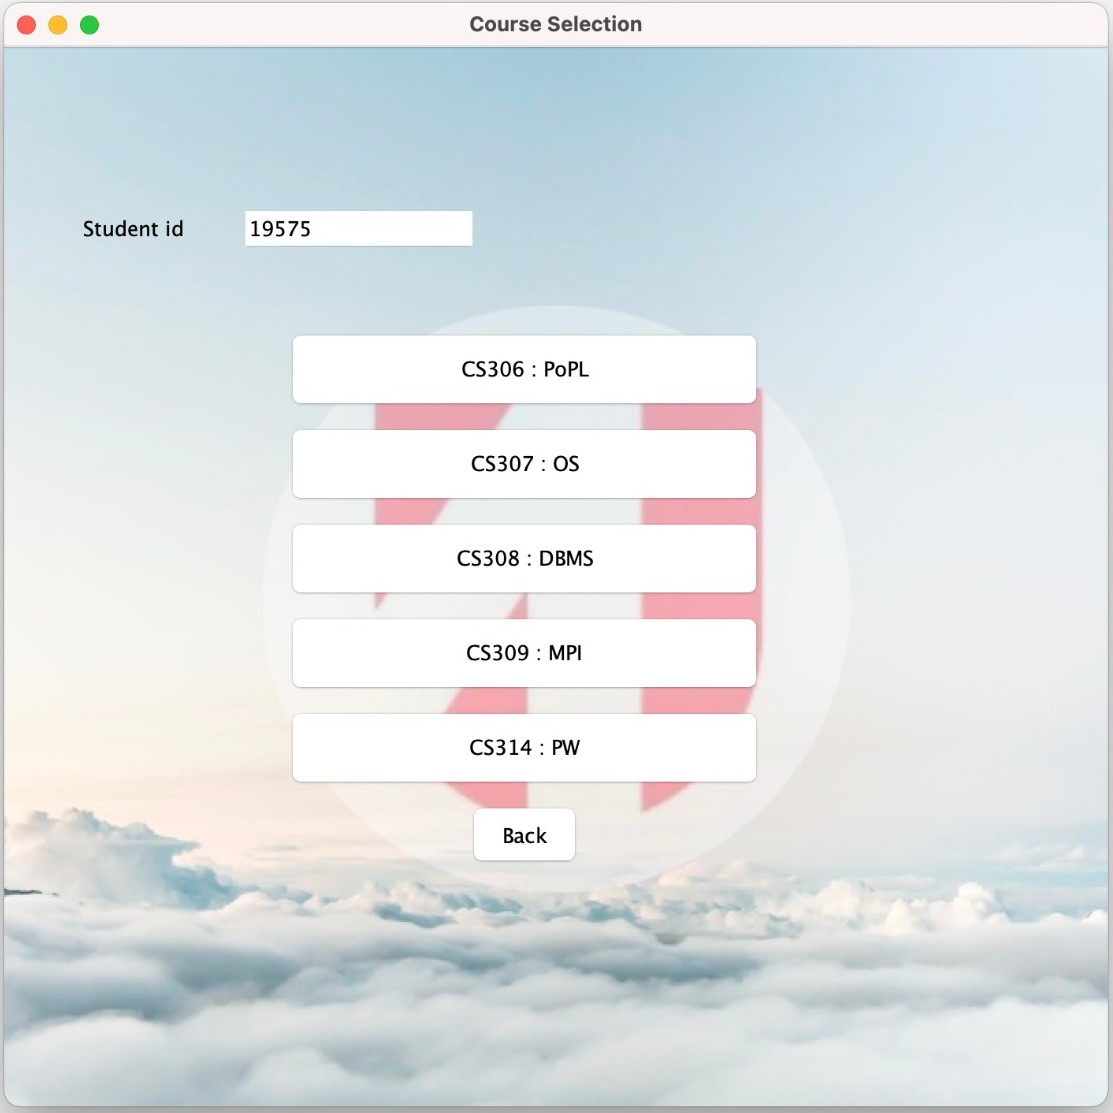 Course Selection
Student id 19575
CS306 : PoPL
CS307 : OS
CS308 : DBMS
CS309 : MPI
CS314 : PW
Back